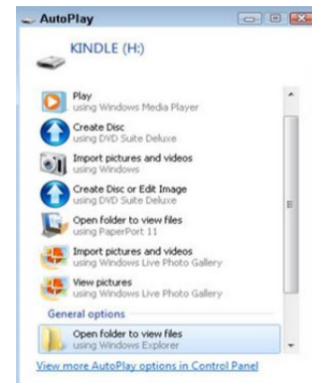 AutoPlay
KINDLE (H:)
Play
using Windows Media Player
Create Disc
using DVD Suite Deluxe
Import pictures and videos
using Windows
Create Disc or Edit Image
using DVD Suite Deluxe
Open folder to view files
using PaperPort 11
Import pictures and videos
using Windows Live Photo Gallery
View pictures
using Windows Live Photo Gallery
General options
Open folder to view files
using Windows Explorer
View more AutoPlay options in Control Panel